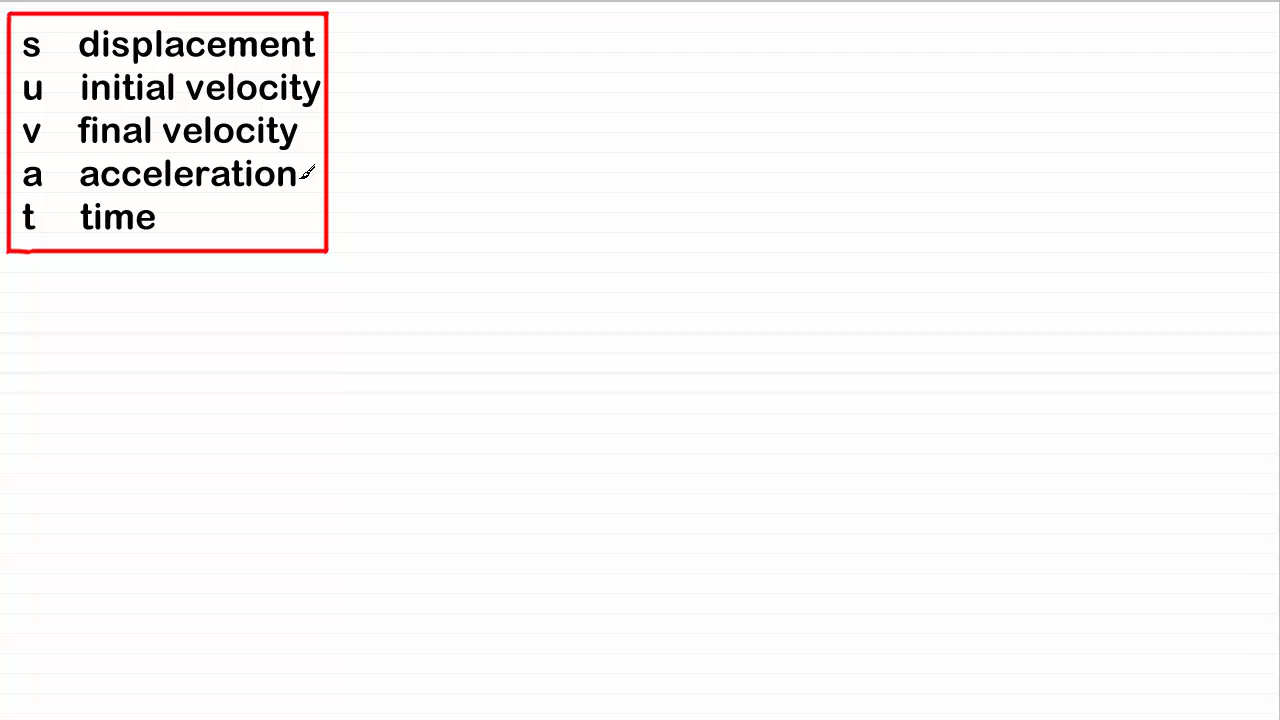 s displacement
u initial velocity
v final velocity
a acceleration
t time